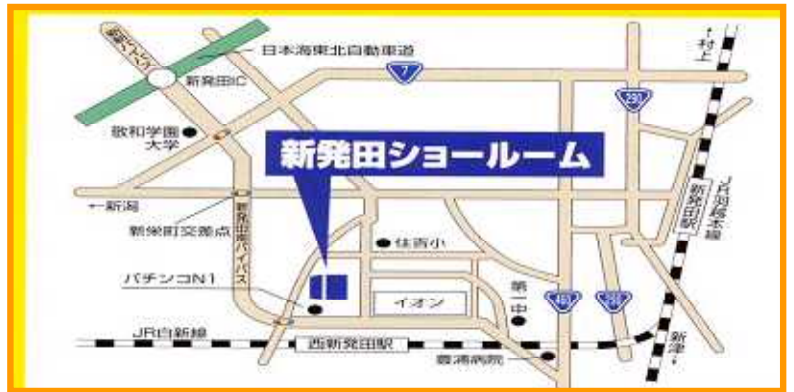 日本海東北自動車道
新発田IC
7
290
↑村上
敬和学園
大学
新発田ショールーム
JR羽越本線
新発田駅
←新潟
新栄町交差点
新発田南バイパス
住吉小
パチンコN1
イオン
第一中
460
290
JR白新線
西新発田駅
豊浦病院
新津→